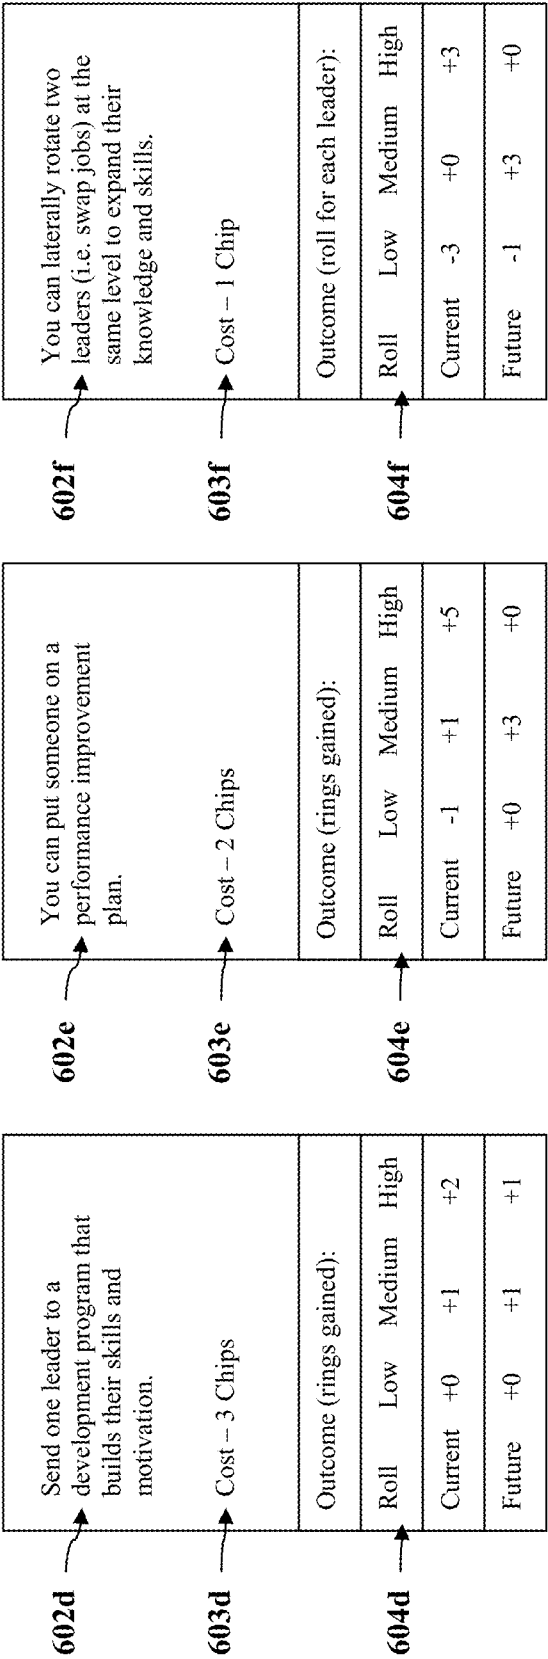 602d
Send one leader to a
development program that
builds their skills and
motivation.
603d
Cost – 3 Chips
Outcome (rings gained):
604d
Roll Low Medium High
Current +0 +1 +2
Future +0 +1 +1
602e
You can put someone on a
performance improvement
plan.
603e
Cost – 2 Chips
Outcome (rings gained):
604e
Roll Low Medium High
Current -1 +1 +5
Future +0 +3 +0
602f
You can laterally rotate two
leaders (i.e. swap jobs) at the
same level to expand their
knowledge and skills.
603f
Cost – 1 Chip
Outcome (roll for each leader):
604f
Roll Low Medium High
Current -3 +0 +3
Future -1 +3 +0